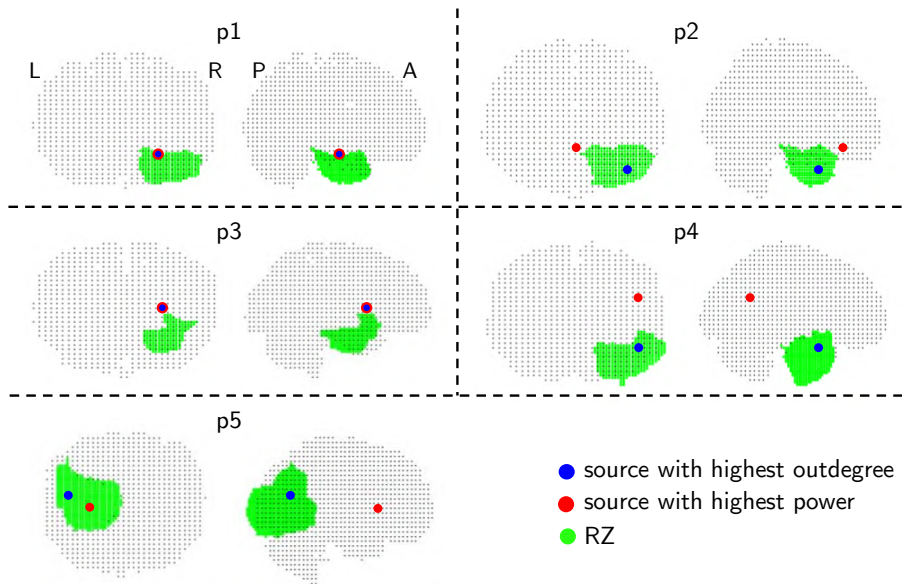 p1
p2
L
R
P
A
p3
p4
p5
source with highest outdegree
source with highest power
RZ